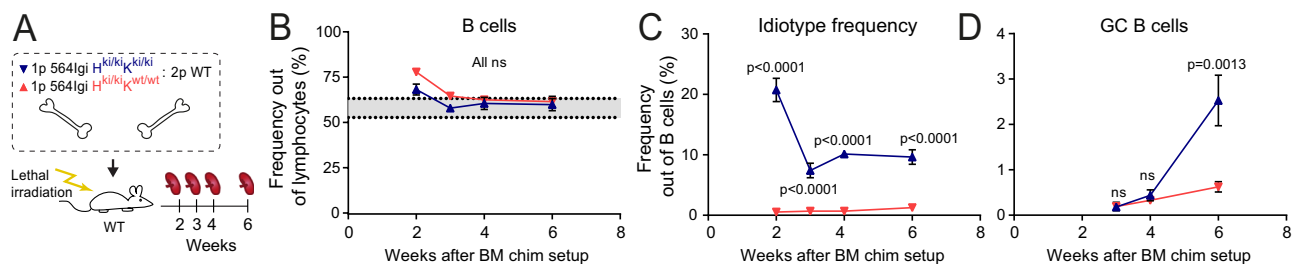 A
1p 564Igi H^ki/ki K^ki/ki
1p 564Igi H^ki/ki K^wt/wt
: 2p WT
Lethal
irradiation
WT
2 3 4 6
Weeks
B
B cells
All ns
Frequency out
of lymphocytes (%)
100
75
50
25
0
0 2 4 6 8
Weeks after BM chim setup
C
Idiotype frequency
Frequency
out of B cells (%)
30
20
10
0
p<0.0001
p<0.0001
p<0.0001
p<0.0001
0 2 4 6 8
Weeks after BM chim setup
D
GC B cells
4
3
2
1
0
p=0.0013
ns
ns
0 2 4 6 8
Weeks after BM chim setup